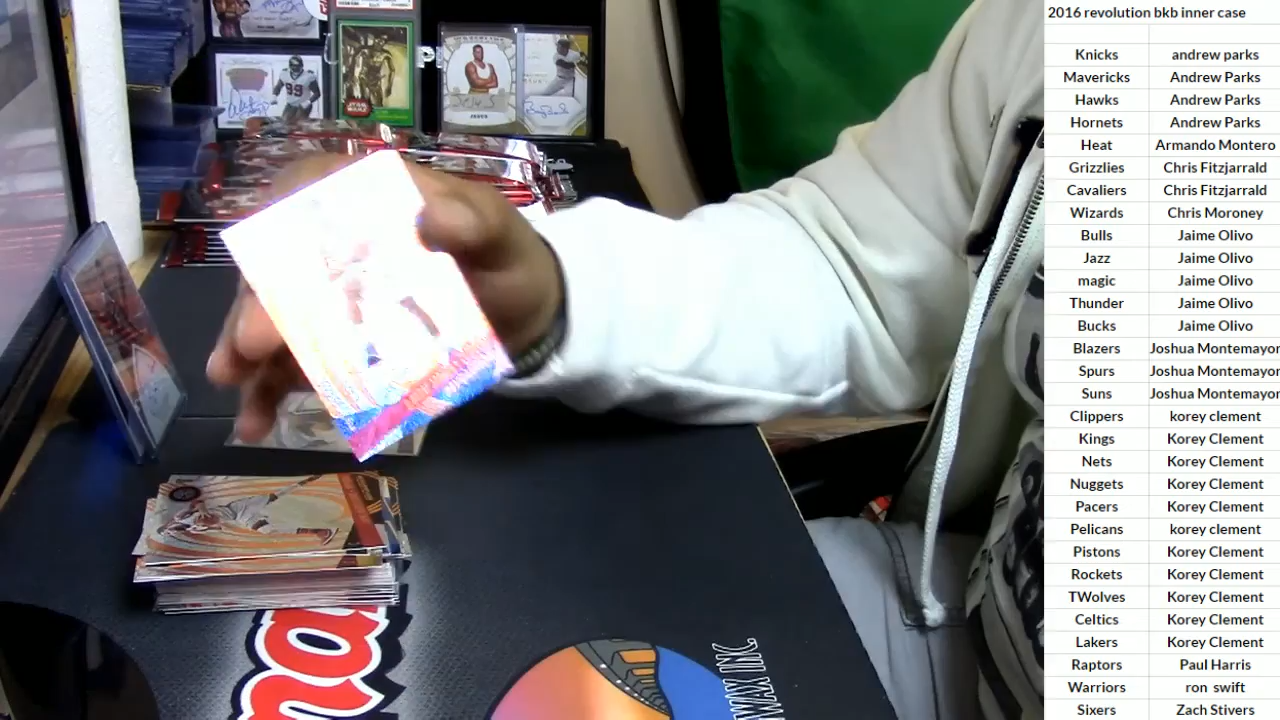 2016 revolution bkb inner case
Knicks andrew parks
Mavericks Andrew Parks
Hawks Andrew Parks
Hornets Andrew Parks
Heat Armando Montero
Grizzlies Chris Fitzjarrald
Cavaliers Chris Fitzjarrald
Wizards Chris Moroney
Bulls Jaime Olivo
Jazz Jaime Olivo
magic Jaime Olivo
Thunder Jaime Olivo
Bucks Jaime Olivo
Blazers Joshua Montemayor
Spurs Joshua Montemayor
Suns Joshua Montemayor
Clippers korey clement
Kings Korey Clement
Nets Korey Clement
Nuggets Korey Clement
Pacers Korey Clement
Pelicans korey clement
Pistons Korey Clement
Rockets Korey Clement
TWolves Korey Clement
Celtics Korey Clement
Lakers Korey Clement
Raptors Paul Harris
Warriors ron swift
Sixers Zach Stivers
STAR WARS
99
WAX INC.